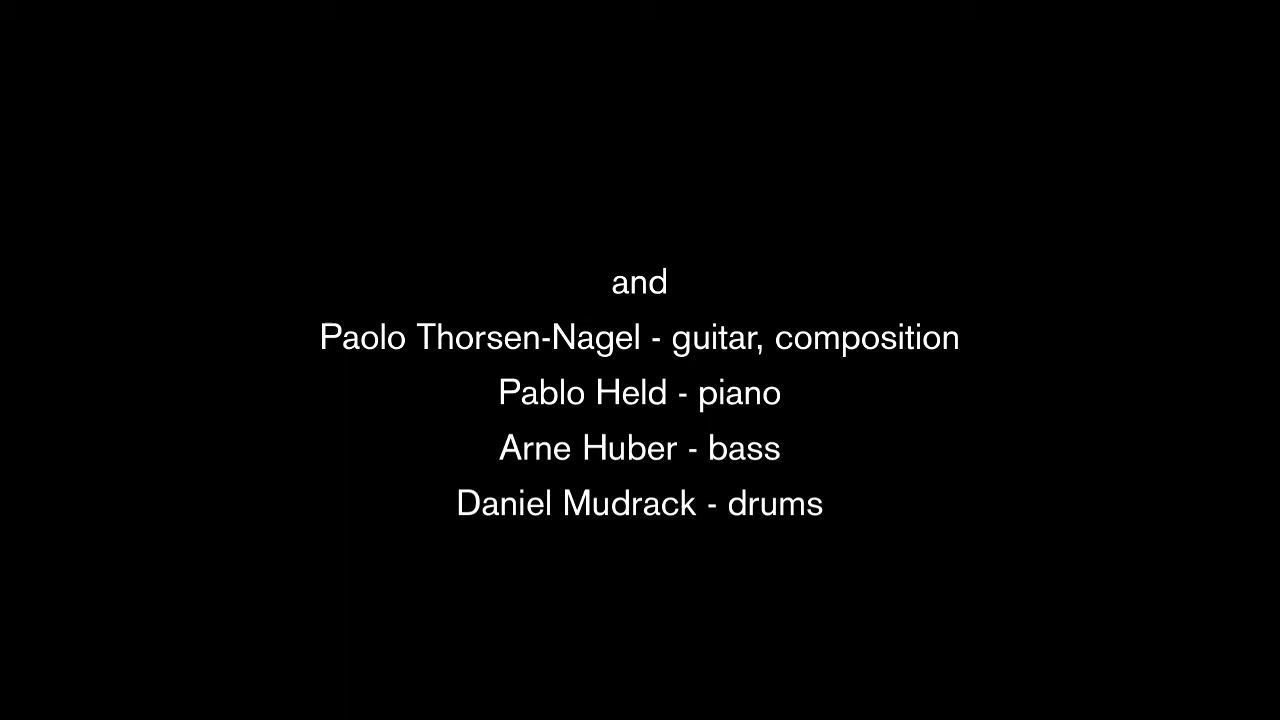 and
Paolo Thorsen-Nagel - guitar, composition
Pablo Held - piano
Arne Huber - bass
Daniel Mudrack - drums